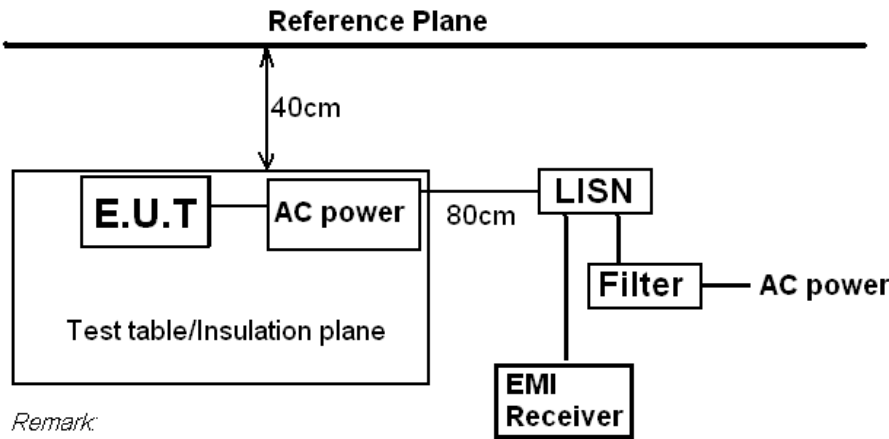 Reference Plane
40cm
E.U.T
AC power
80cm
LISN
Filter
AC power
Test table/Insulation plane
EMI
Receiver
Remark: